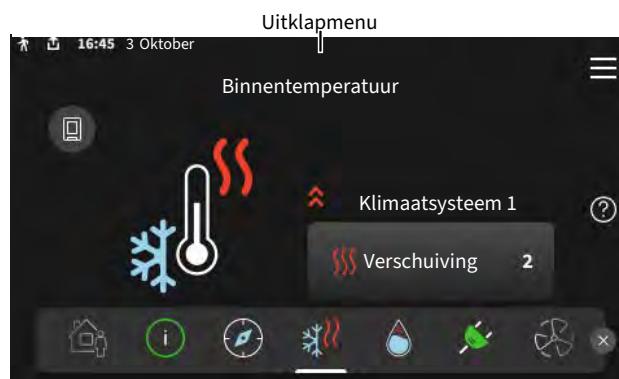 Uitklapmenu
16:45 3 Oktober
Binnentemperatuur
Klimaatsysteem 1
Verschuiving 2